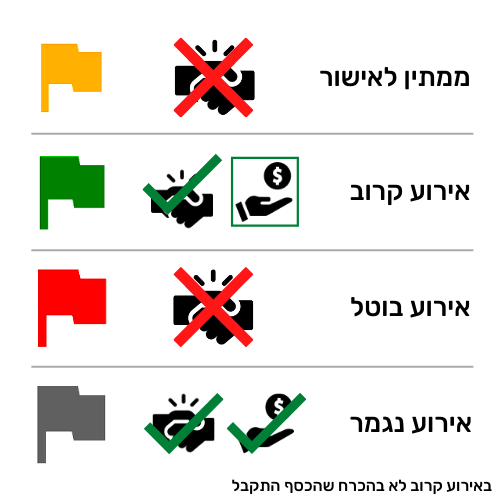 ממתין לאישור
$
אירוע קרוב
אירוע בוטל
$
אירוע נגמר
באירוע קרוב לא בהכרח שהכסף התקבל